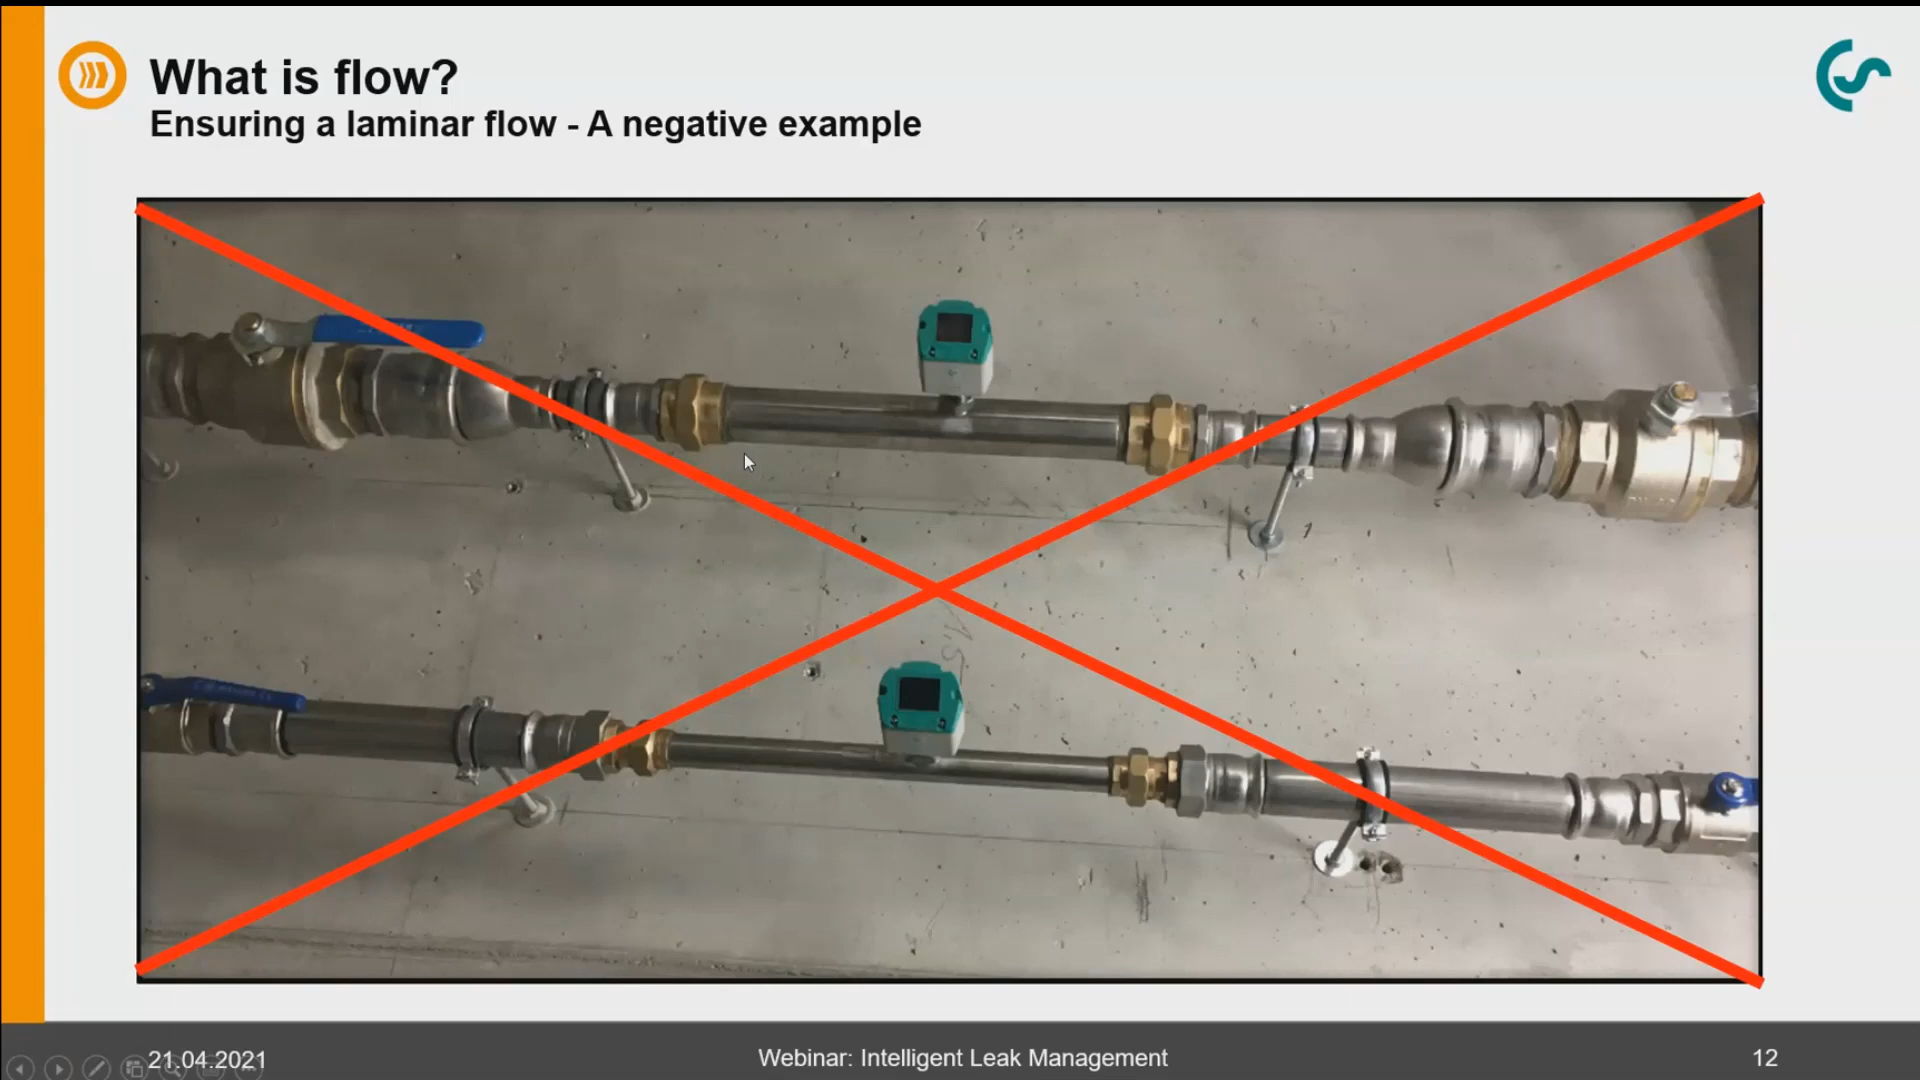 What is flow?
Ensuring a laminar flow - A negative example
21.04.2021
Webinar: Intelligent Leak Management
12